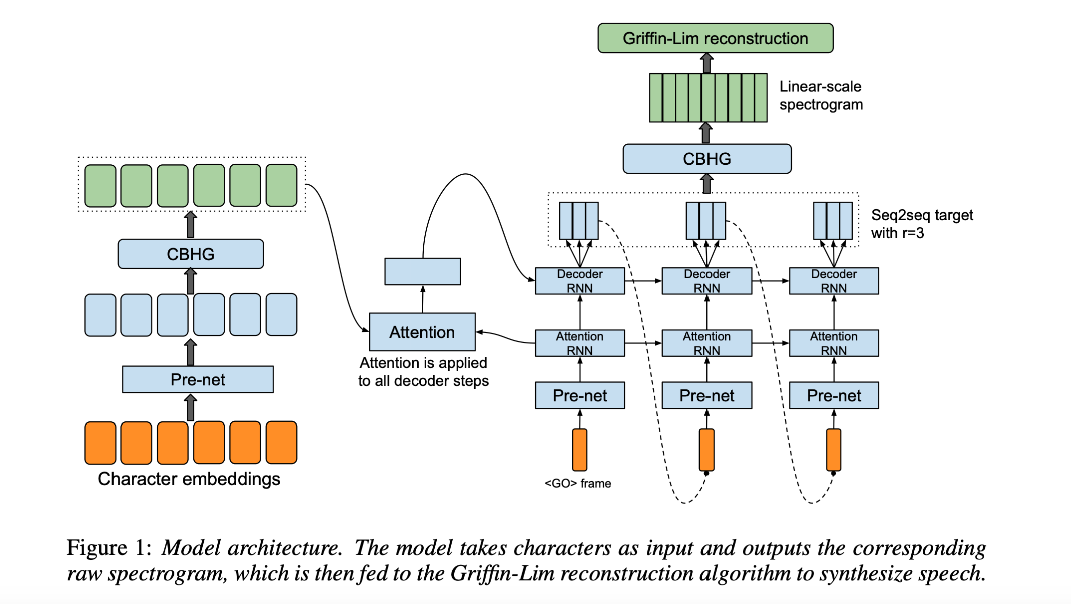 Griffin-Lim reconstruction
Linear-scale
spectrogram
CBHG
Seq2seq target
with r=3
CBHG
Decoder
RNN
Decoder
RNN
Decoder
RNN
Attention
Attention is applied
to all decoder steps
Attention
RNN
Attention
RNN
Attention
RNN
Pre-net
Pre-net
Pre-net
Pre-net
Character embeddings
<GO> frame
Figure 1: Model architecture. The model takes characters as input and outputs the corresponding
raw spectrogram, which is then fed to the Griffin-Lim reconstruction algorithm to synthesize speech.